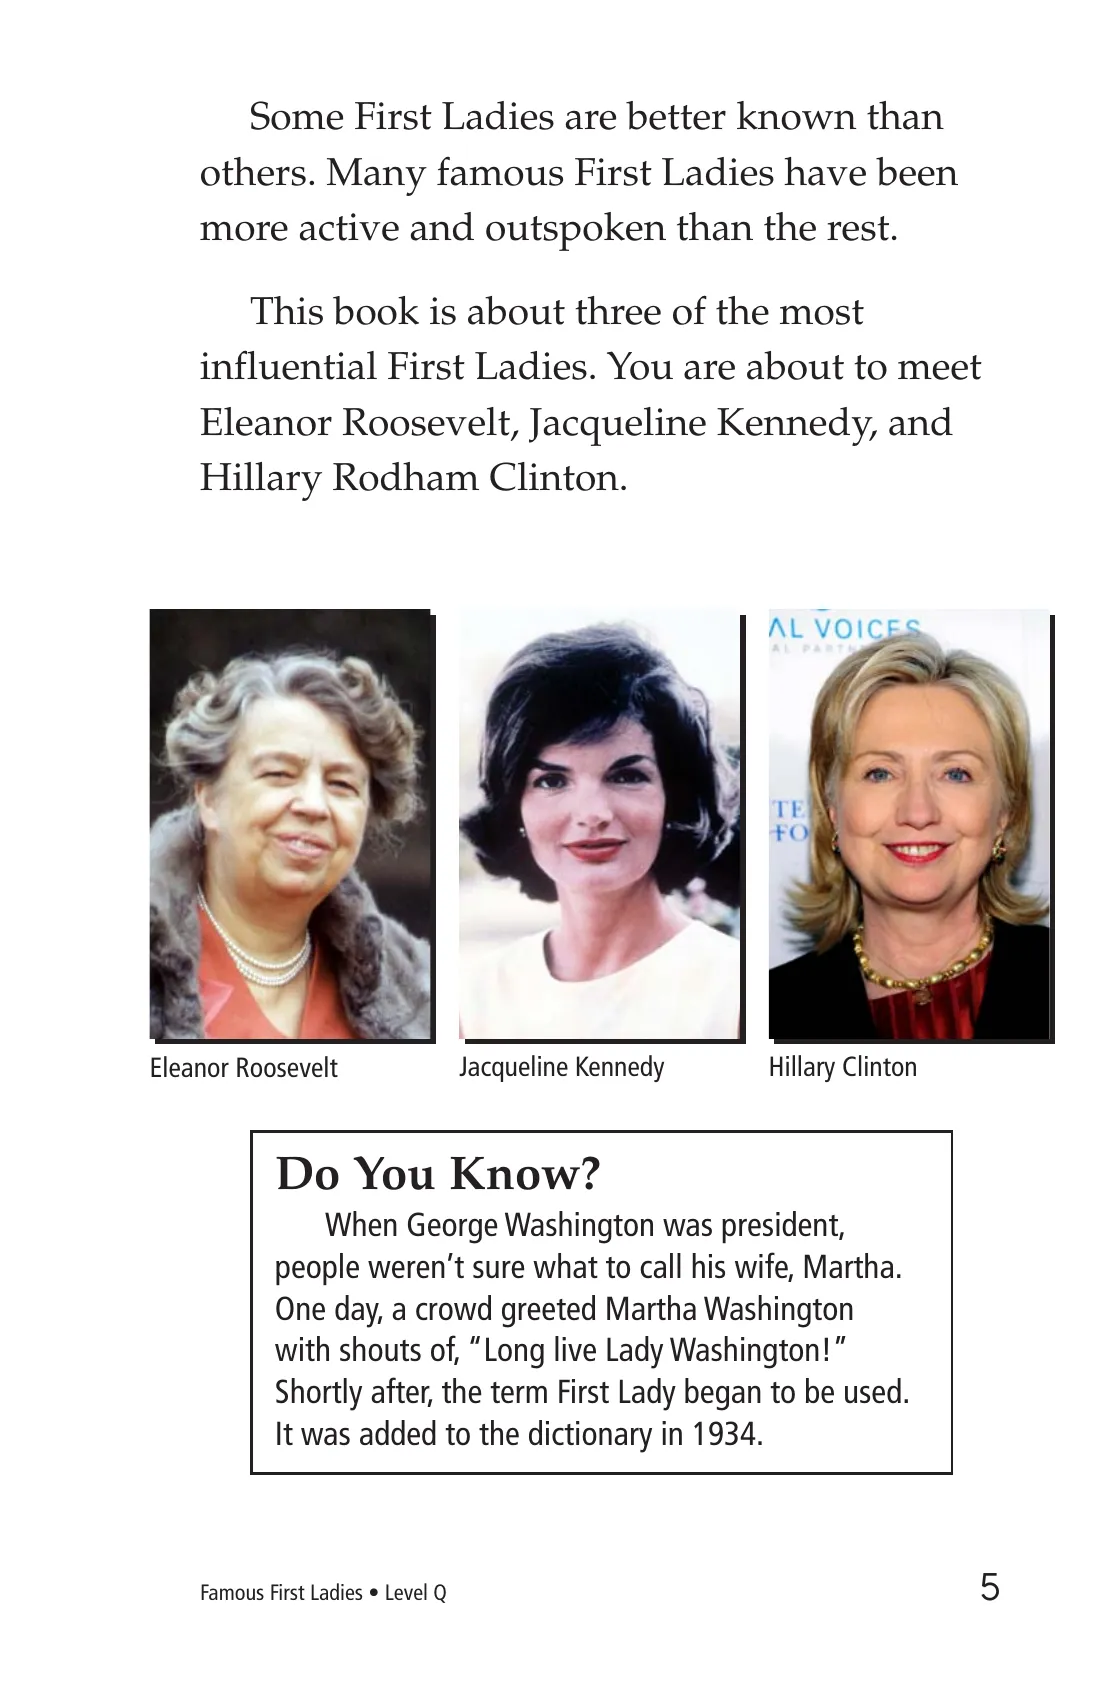 Some First Ladies are better known than
others. Many famous First Ladies have been
more active and outspoken than the rest.
This book is about three of the most
influential First Ladies. You are about to meet
Eleanor Roosevelt, Jacqueline Kennedy, and
Hillary Rodham Clinton.
AL VOICES
AL PARTN
TE
FO
Eleanor Roosevelt
Jacqueline Kennedy
Hillary Clinton
Do You Know?
When George Washington was president,
people weren’t sure what to call his wife, Martha.
One day, a crowd greeted Martha Washington
with shouts of, “Long live Lady Washington!”
Shortly after, the term First Lady began to be used.
It was added to the dictionary in 1934.
Famous First Ladies • Level Q
5